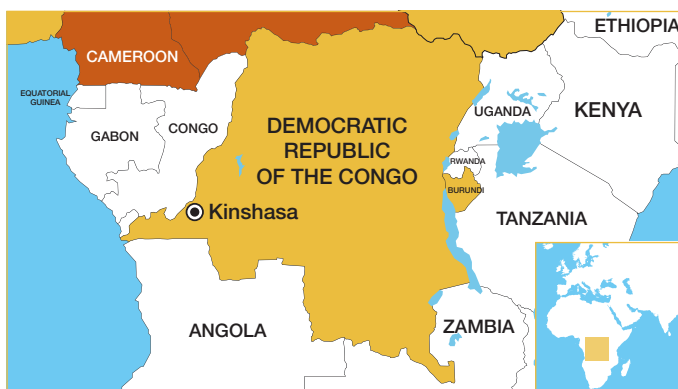 ETHIOPIA
CAMEROON
EQUATORIAL
GUINEA
UGANDA
KENYA
GABON
CONGO
DEMOCRATIC
REPUBLIC
OF THE CONGO
RWANDA
BURUNDI
Kinshasa
TANZANIA
ANGOLA
ZAMBIA